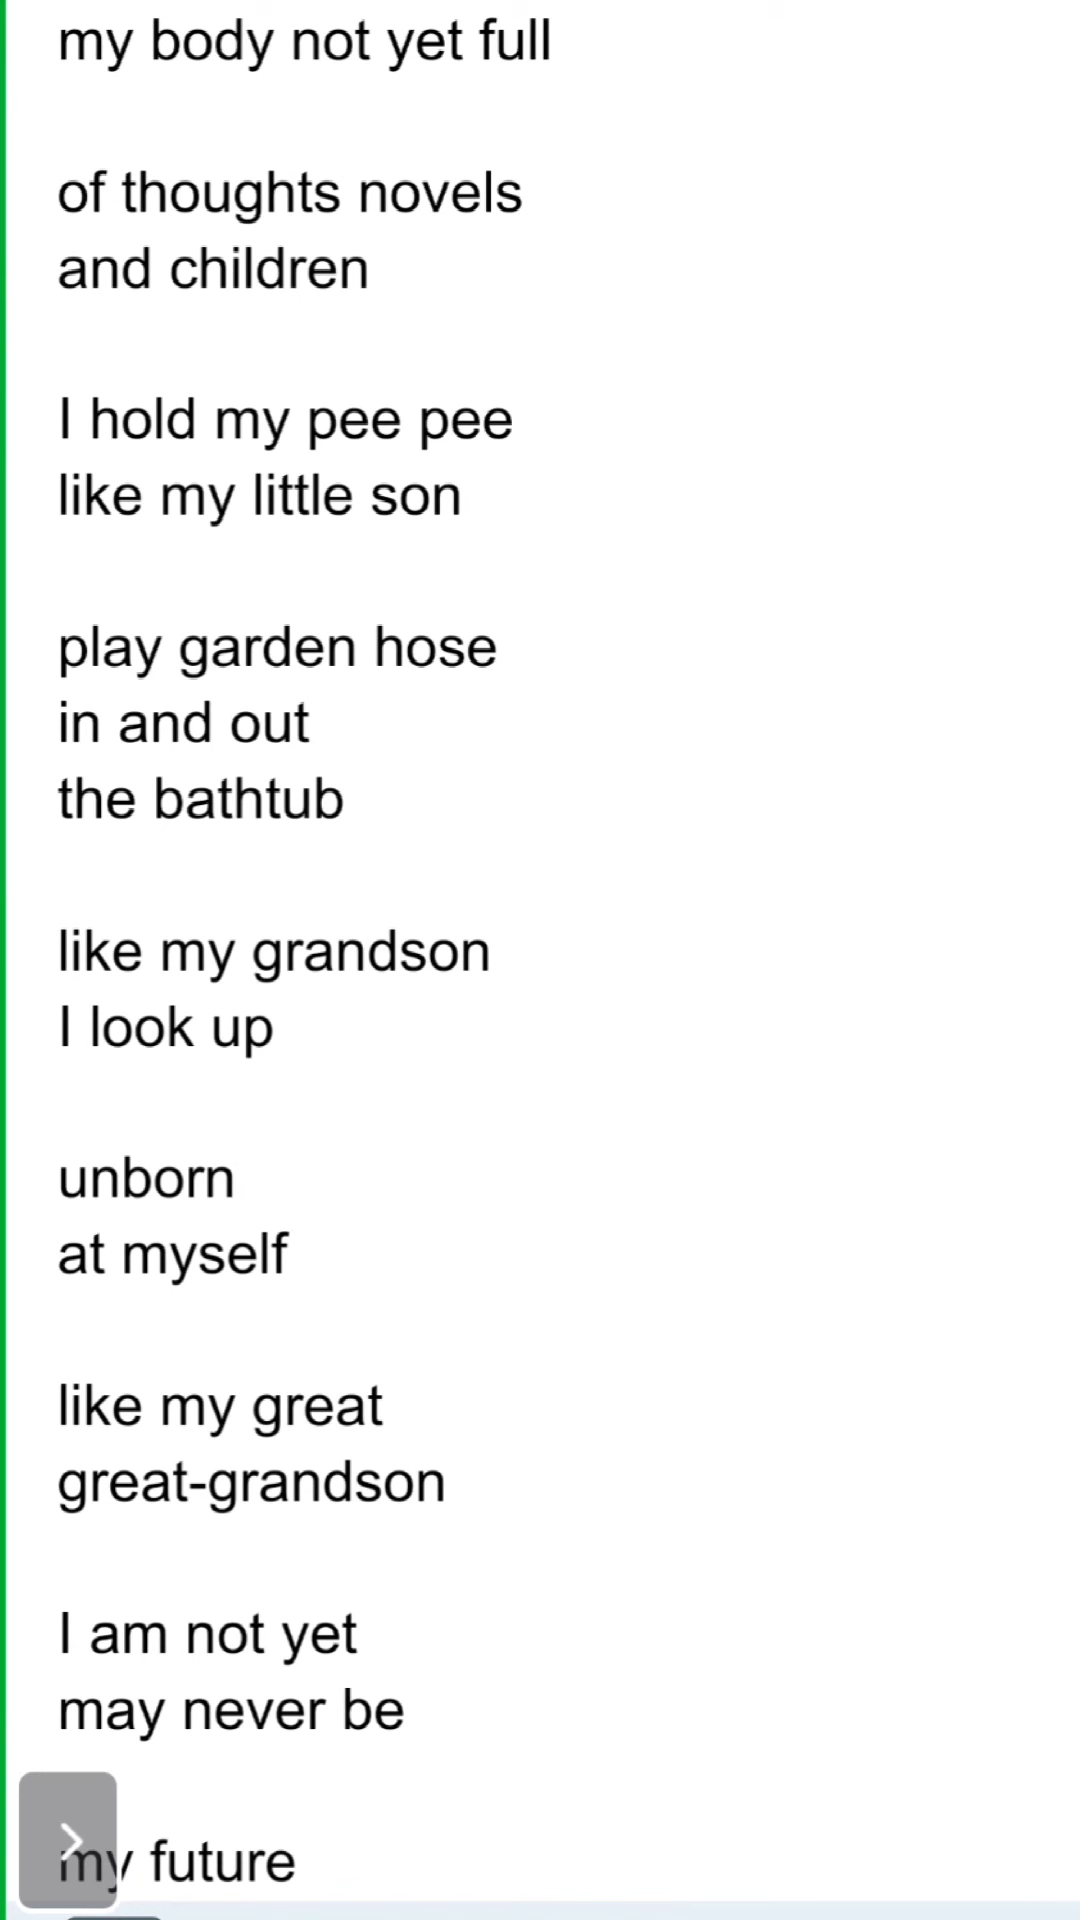 my body not yet full
of thoughts novels
and children
I hold my pee pee
like my little son
play garden hose
in and out
the bathtub
like my grandson
I look up
unborn
at myself
like my great
great-grandson
I am not yet
may never be
my future